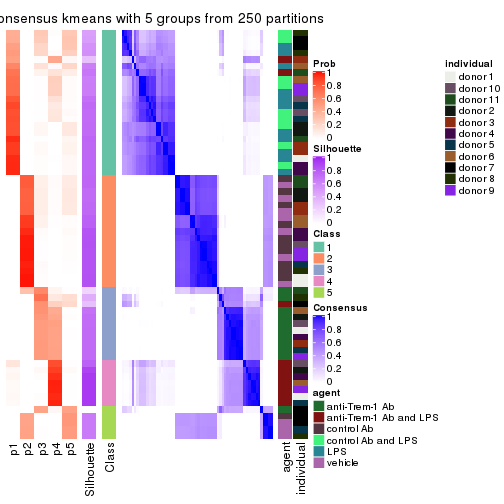 onsensus kmeans with 5 groups from 250 partitions
Prob
1
0.8
0.6
0.4
0.2
0
Silhouette
1
0.8
0.6
0.4
0.2
0
Class
1
2
3
4
5
Consensus
1
0.8
0.6
0.4
0.2
0
agent
anti-Trem-1 Ab
anti-Trem-1 Ab and LPS
control Ab
control Ab and LPS
LPS
vehicle
individual
donor 1
donor 10
donor 11
donor 2
donor 3
donor 4
donor 5
donor 6
donor 7
donor 8
donor 9
p1
p2
p3
p4
p5
Silhouette
Class
agent
individual